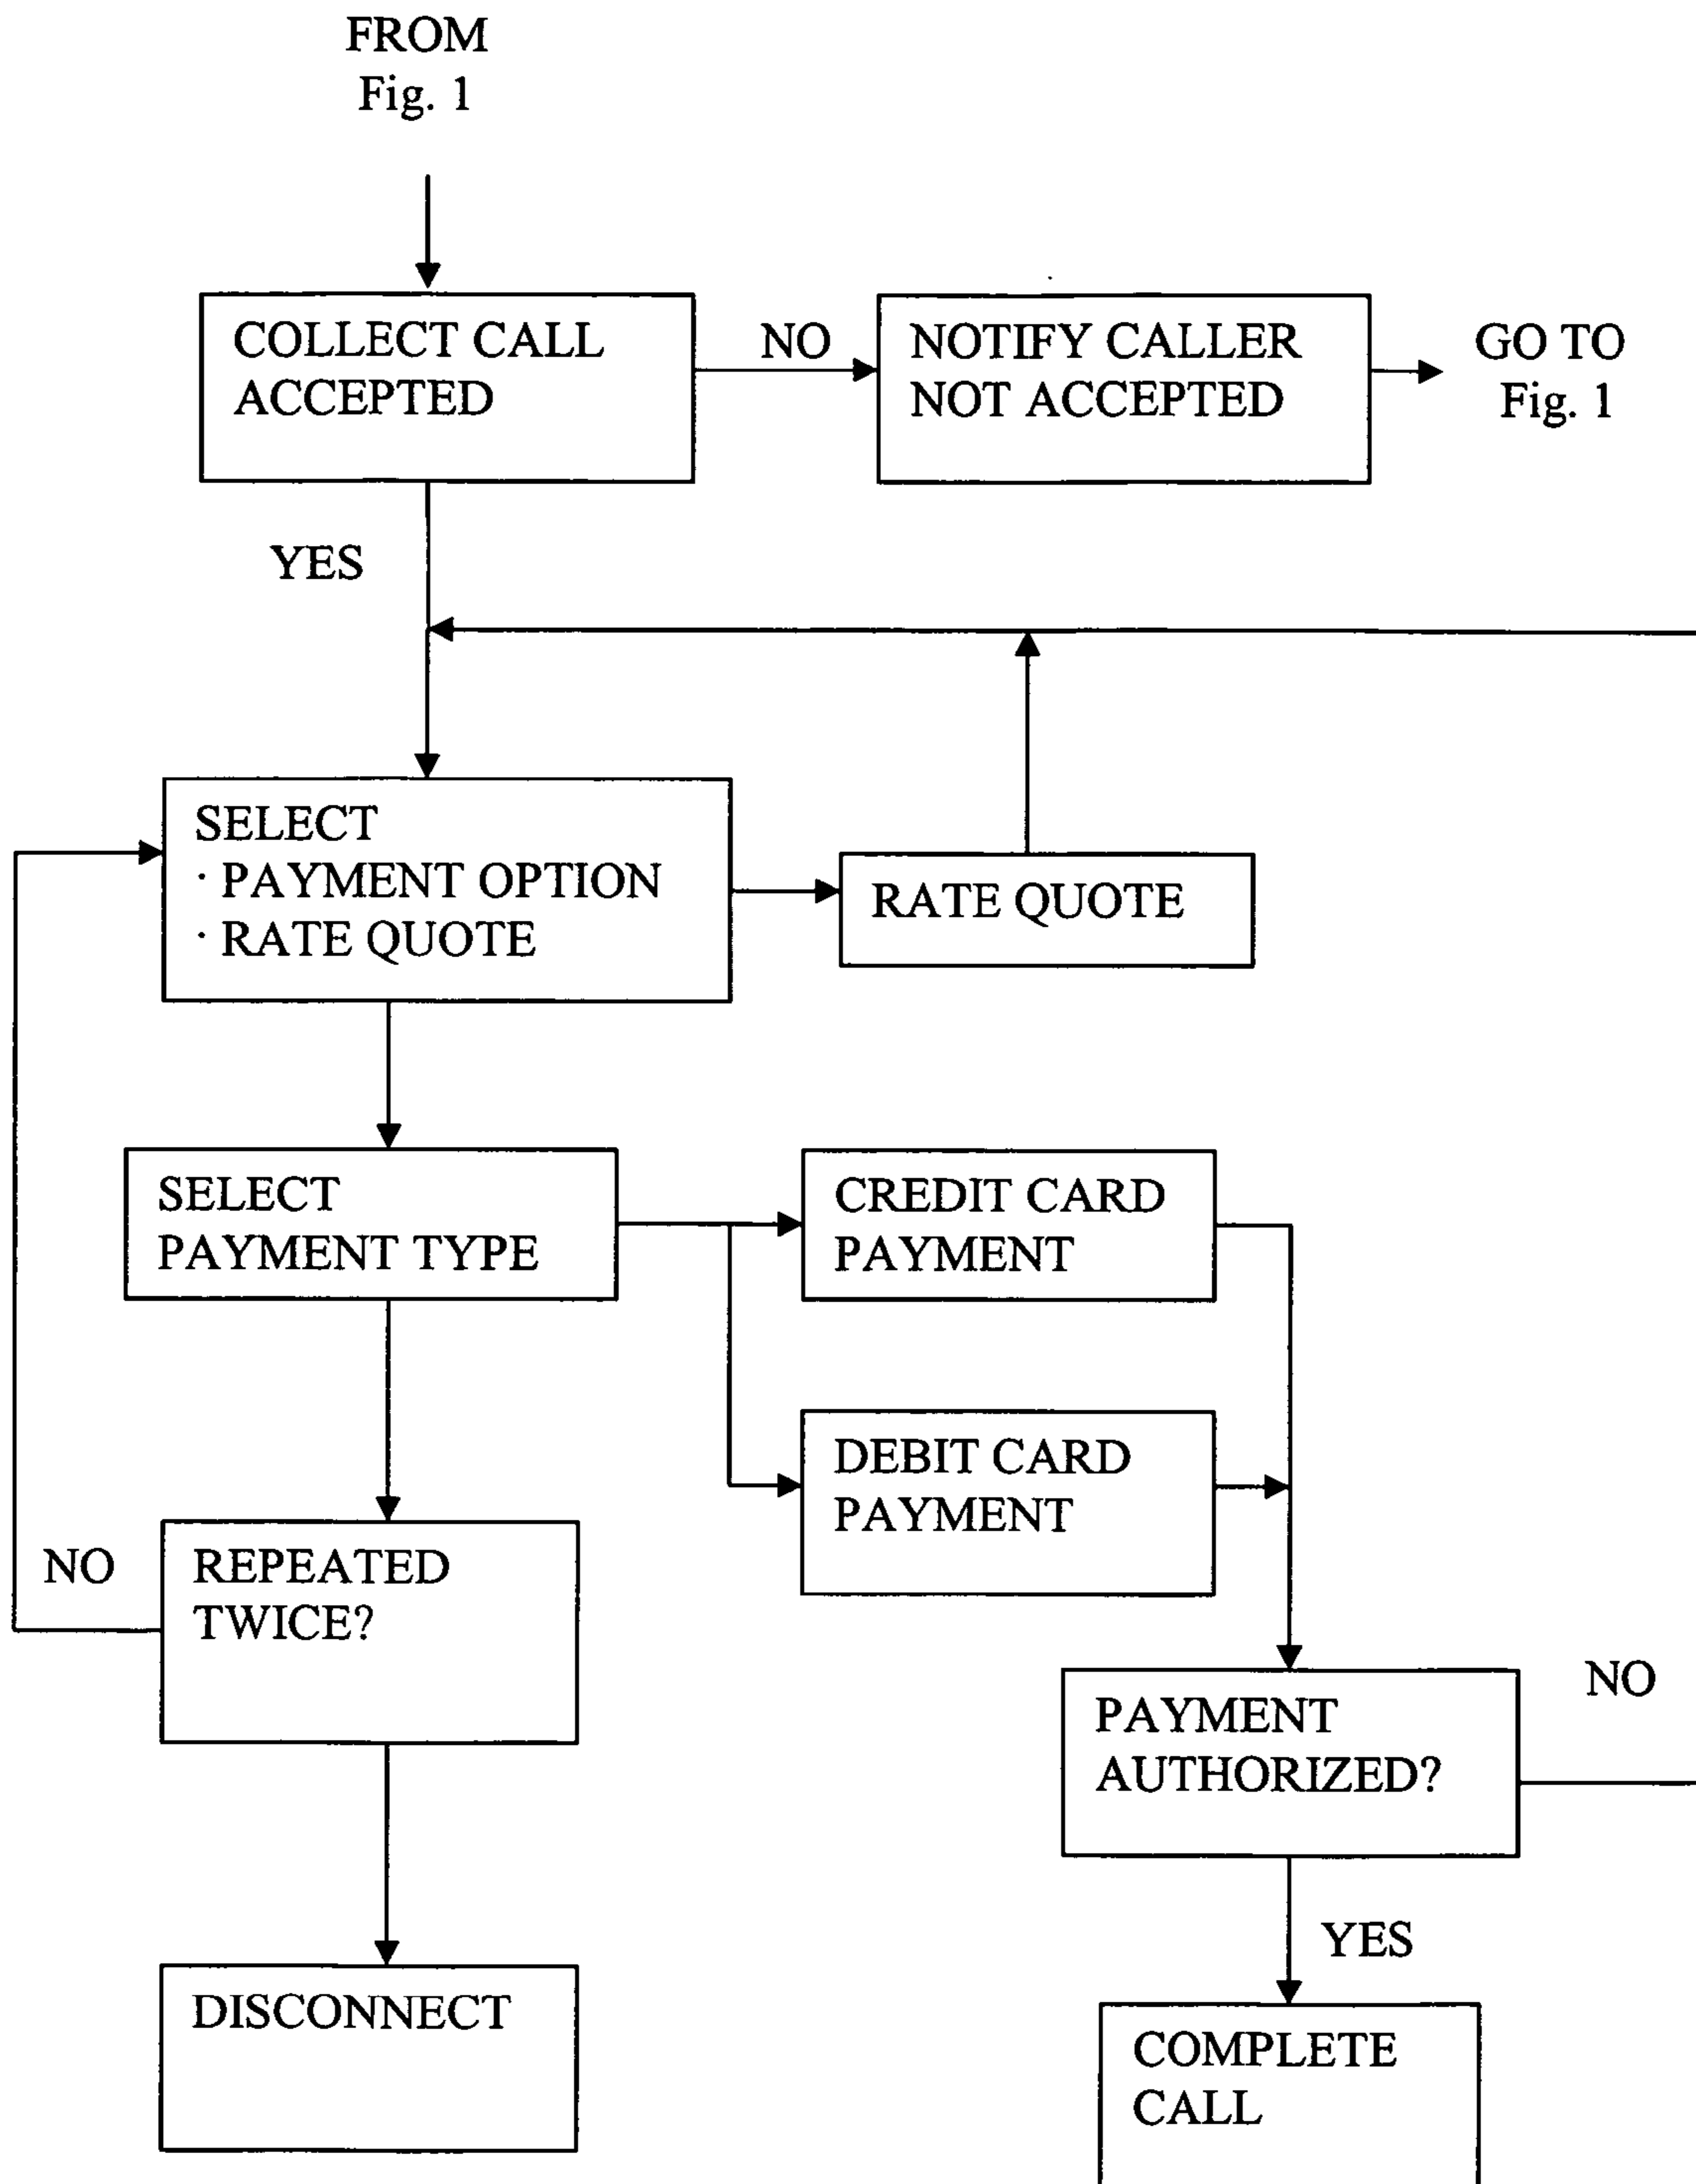 FROM
Fig. 1
COLLECT CALL
ACCEPTED
NO
NOTIFY CALLER
NOT ACCEPTED
GO TO
Fig. 1
YES
SELECT
· PAYMENT OPTION
· RATE QUOTE
RATE QUOTE
SELECT
PAYMENT TYPE
CREDIT CARD
PAYMENT
DEBIT CARD
PAYMENT
NO
REPEATED
TWICE?
PAYMENT
AUTHORIZED?
NO
YES
DISCONNECT
COMPLETE
CALL